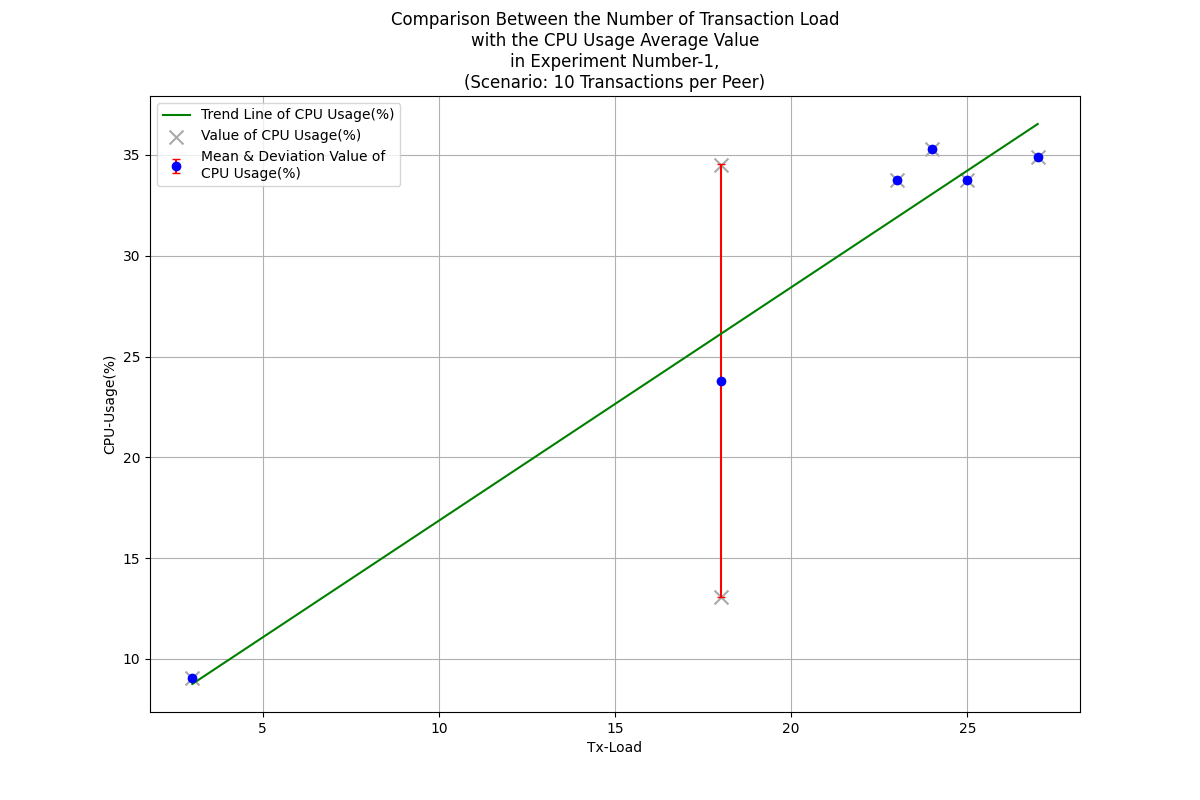 Comparison Between the Number of Transaction Load
with the CPU Usage Average Value
in Experiment Number-1,
(Scenario: 10 Transactions per Peer)
Trend Line of CPU Usage(%)
Value of CPU Usage(%)
Mean & Deviation Value of
CPU Usage(%)
35
30
25
20
15
10
CPU-Usage(%)
5 10 15 20 25
Tx-Load